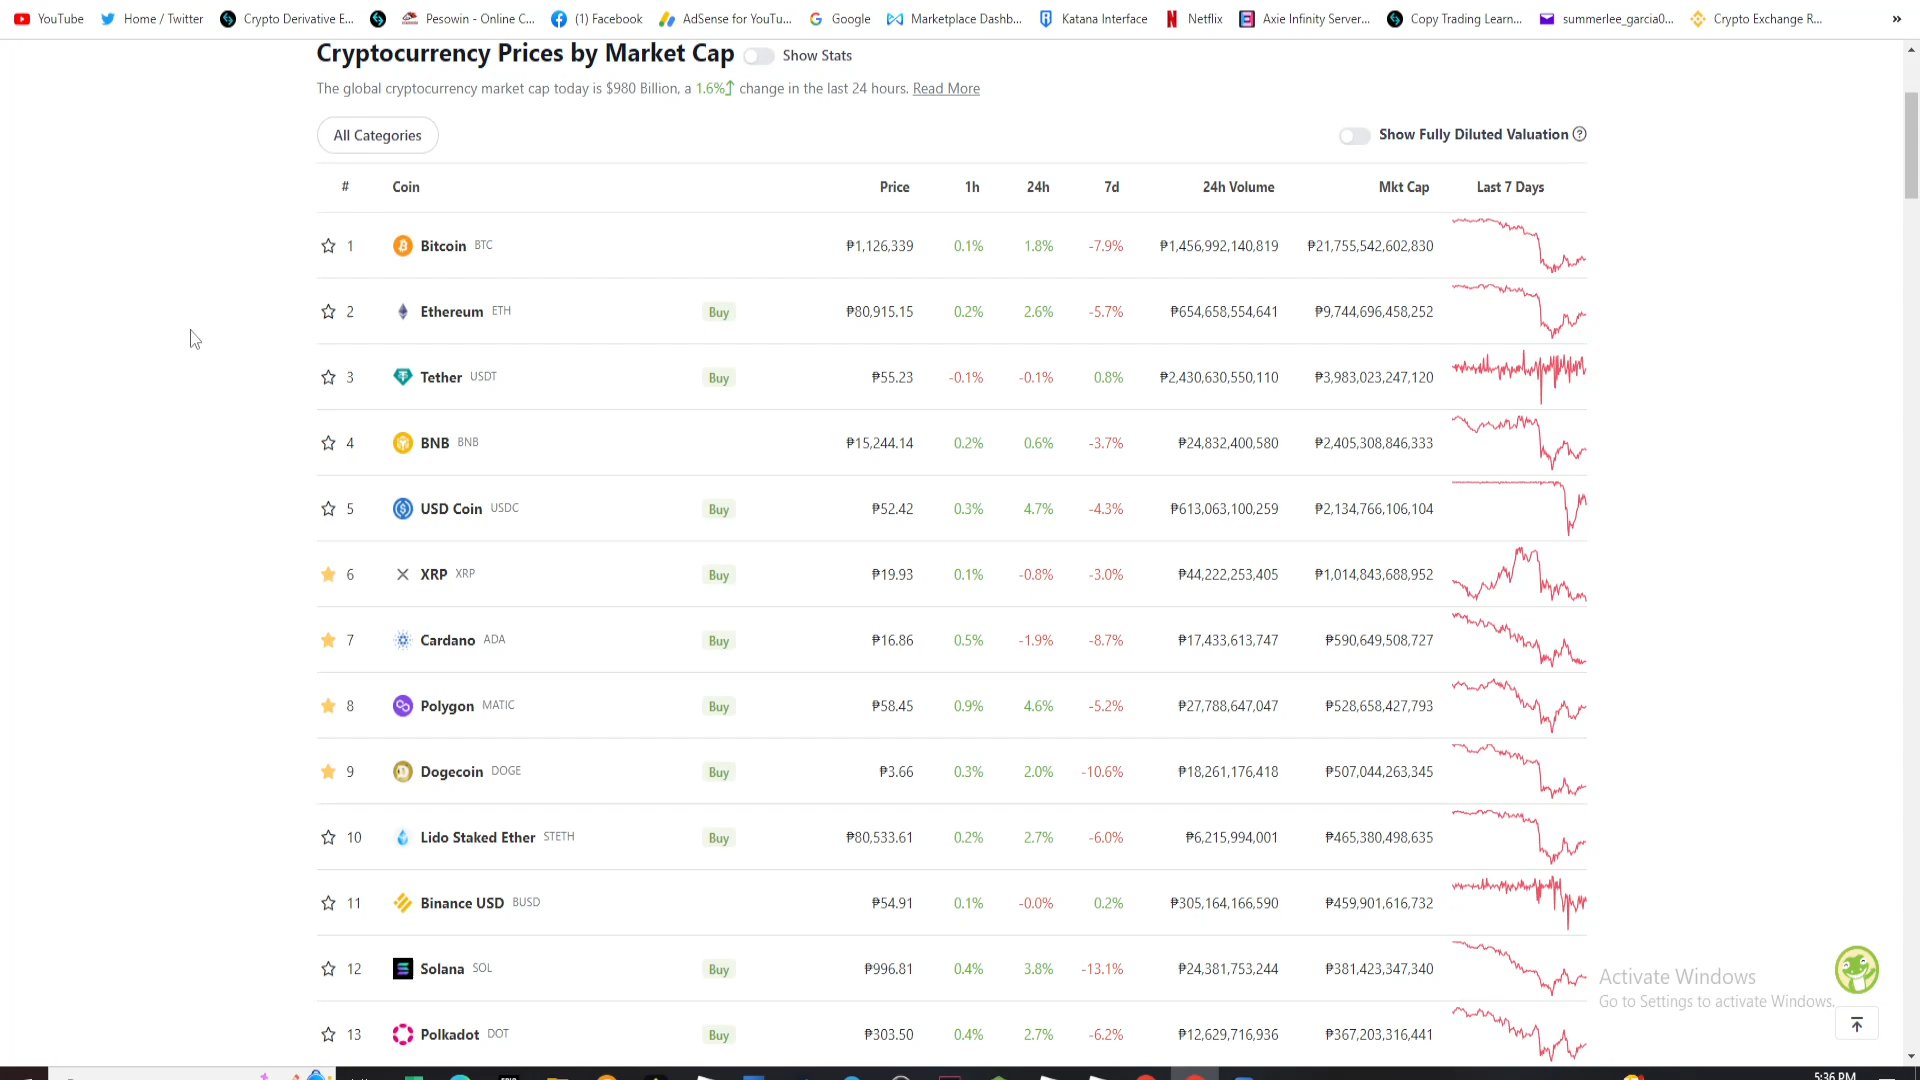 YouTube Home / Twitter Crypto Derivative E... Pesowin - Online C... (1) Facebook AdSense for YouTu... Google Marketplace Dashb... Katana Interface Netflix Axie Infinity Server... Copy Trading Learn... summerlee_garcia0... Crypto Exchange R... »
Cryptocurrency Prices by Market Cap Show Stats
The global cryptocurrency market cap today is $980 Billion, a 1.6% change in the last 24 hours. Read More
All Categories Show Fully Diluted Valuation ?
# Coin Price 1h 24h 7d 24h Volume Mkt Cap Last 7 Days
1 Bitcoin BTC ₱1,126,339 0.1% 1.8% -7.9% ₱1,456,992,140,819 ₱21,755,542,602,830
2 Ethereum ETH Buy ₱80,915.15 0.2% 2.6% -5.7% ₱654,658,554,641 ₱9,744,696,458,252
3 Tether USDT Buy ₱55.23 -0.1% -0.1% 0.8% ₱2,430,630,550,110 ₱3,983,023,247,120
4 BNB BNB ₱15,244.14 0.2% 0.6% -3.7% ₱24,832,400,580 ₱2,405,308,846,333
5 USD Coin USDC Buy ₱52.42 0.3% 4.7% -4.3% ₱613,063,100,259 ₱2,134,766,106,104
6 XRP XRP Buy ₱19.93 0.1% -0.8% -3.0% ₱44,222,253,405 ₱1,014,843,688,952
7 Cardano ADA Buy ₱16.86 0.5% -1.9% -8.7% ₱17,433,613,747 ₱590,649,508,727
8 Polygon MATIC Buy ₱58.45 0.9% 4.6% -5.2% ₱27,788,647,047 ₱528,658,427,793
9 Dogecoin DOGE Buy ₱3.66 0.3% 2.0% -10.6% ₱18,261,176,418 ₱507,044,263,345
10 Lido Staked Ether STETH Buy ₱80,533.61 0.2% 2.7% -6.0% ₱6,215,994,001 ₱465,380,498,635
11 Binance USD BUSD ₱54.91 0.1% -0.0% 0.2% ₱305,164,166,590 ₱459,901,616,732
12 Solana SOL Buy ₱996.81 0.4% 3.8% -13.1% ₱24,381,753,244 ₱381,423,347,340
Activate Windows
Go to Settings to activate Windows.
13 Polkadot DOT Buy ₱303.50 0.4% 2.7% -6.2% ₱12,629,716,936 ₱367,203,316,441
5:36 PM